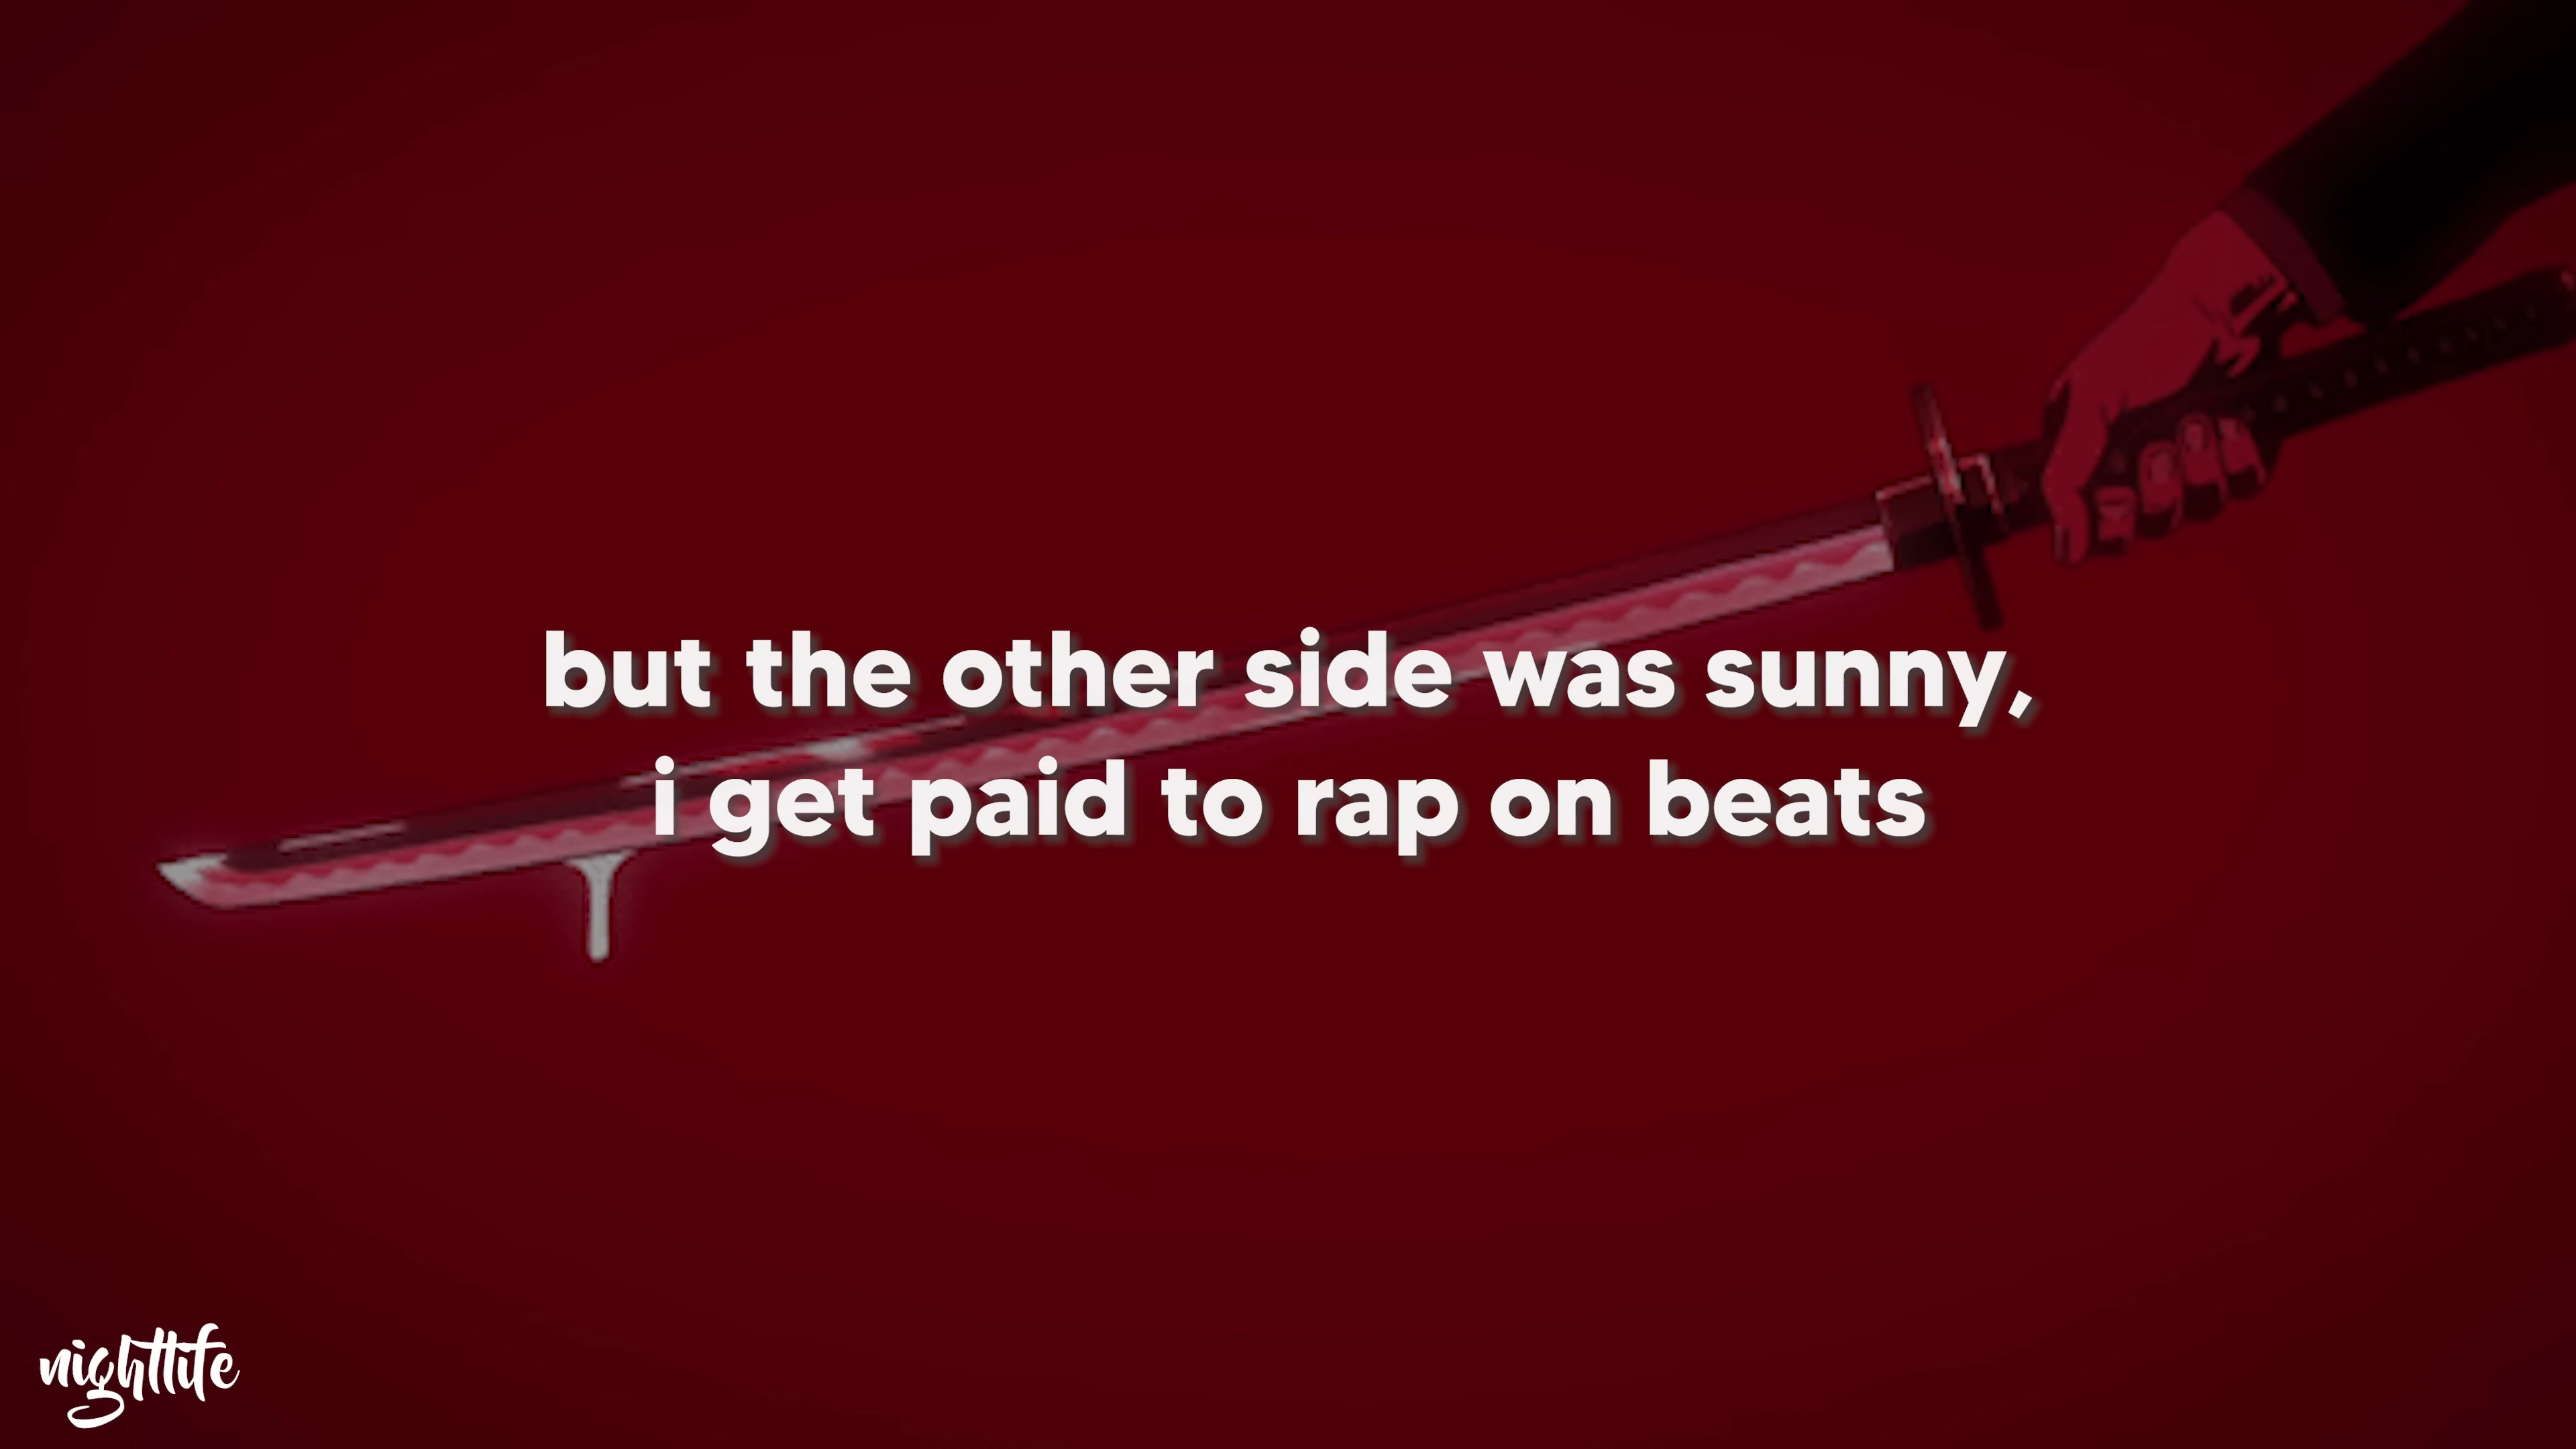 but the other side was sunny,
i get paid to rap on beats
nightlife